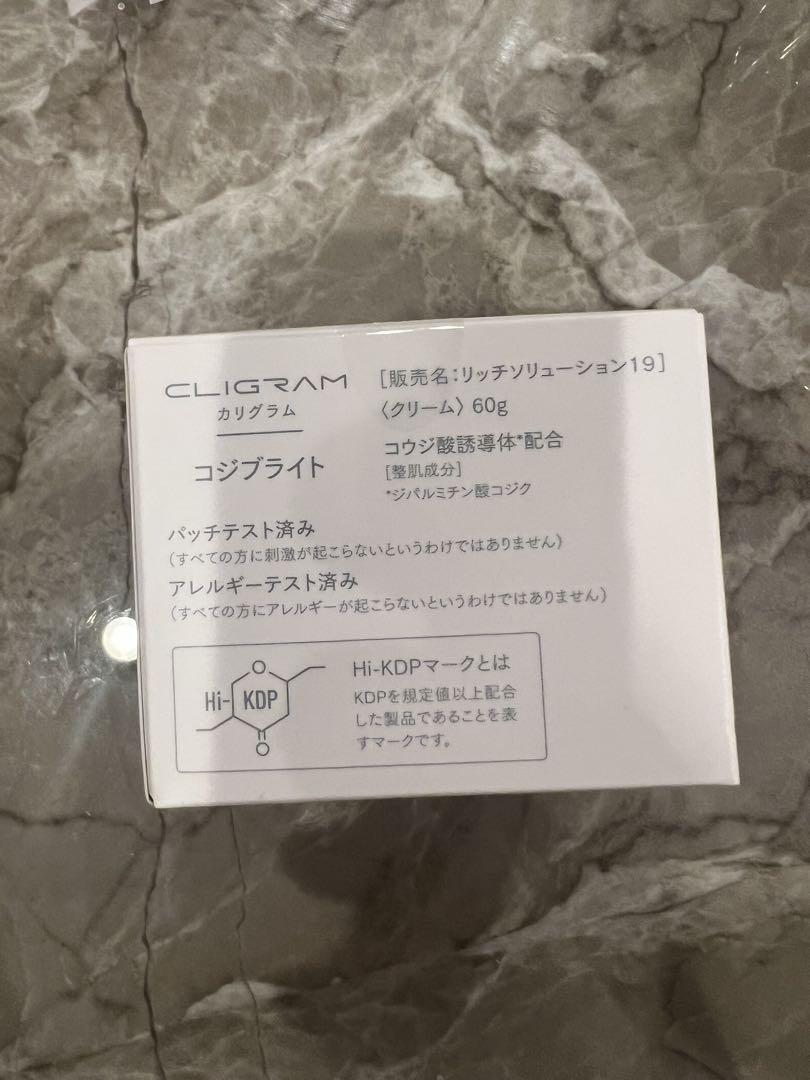 CLIGRAM
カリグラム
コジブライト
[販売名:リッチソリューション19]
〈クリーム〉60g
コウジ酸誘導体*配合
[整肌成分]
*ジパルミチン酸コジク
パッチテスト済み
(すべての方に刺激が起こらないというわけではありません)
アレルギーテスト済み
(すべての方にアレルギーが起こらないというわけではありません)
O
Hi-KDP
O
Hi-KDPマークとは
KDPを規定値以上配合
した製品であることを表
すマークです。